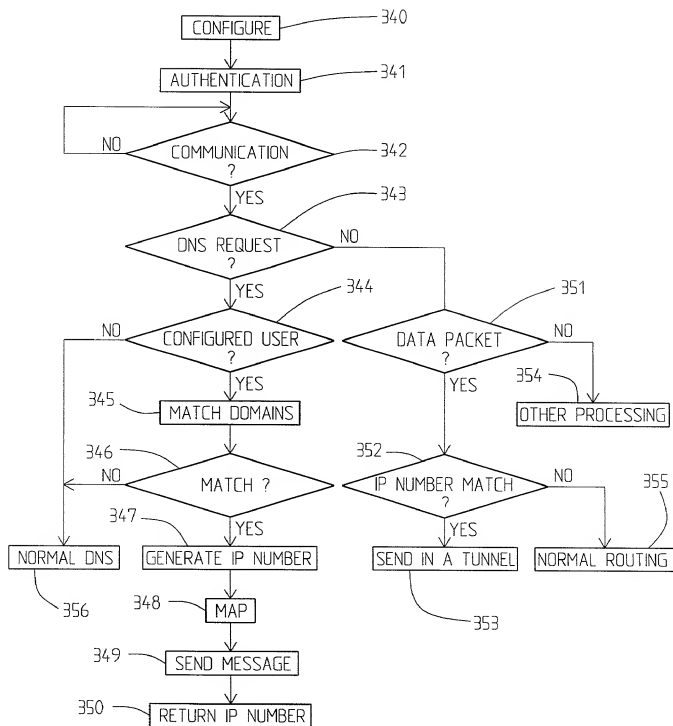 CONFIGURE
340
AUTHENTICATION
341
NO
COMMUNICATION
?
342
YES
343
DNS REQUEST
?
NO
YES
344
351
NO
CONFIGURED USER
?
DATA PACKET
?
NO
YES
YES
354
345
MATCH DOMAINS
OTHER PROCESSING
346
352
NO
MATCH ?
IP NUMBER MATCH
?
NO
355
347
YES
YES
NORMAL DNS
GENERATE IP NUMBER
SEND IN A TUNNEL
NORMAL ROUTING
356
348
MAP
353
349
SEND MESSAGE
350
RETURN IP NUMBER